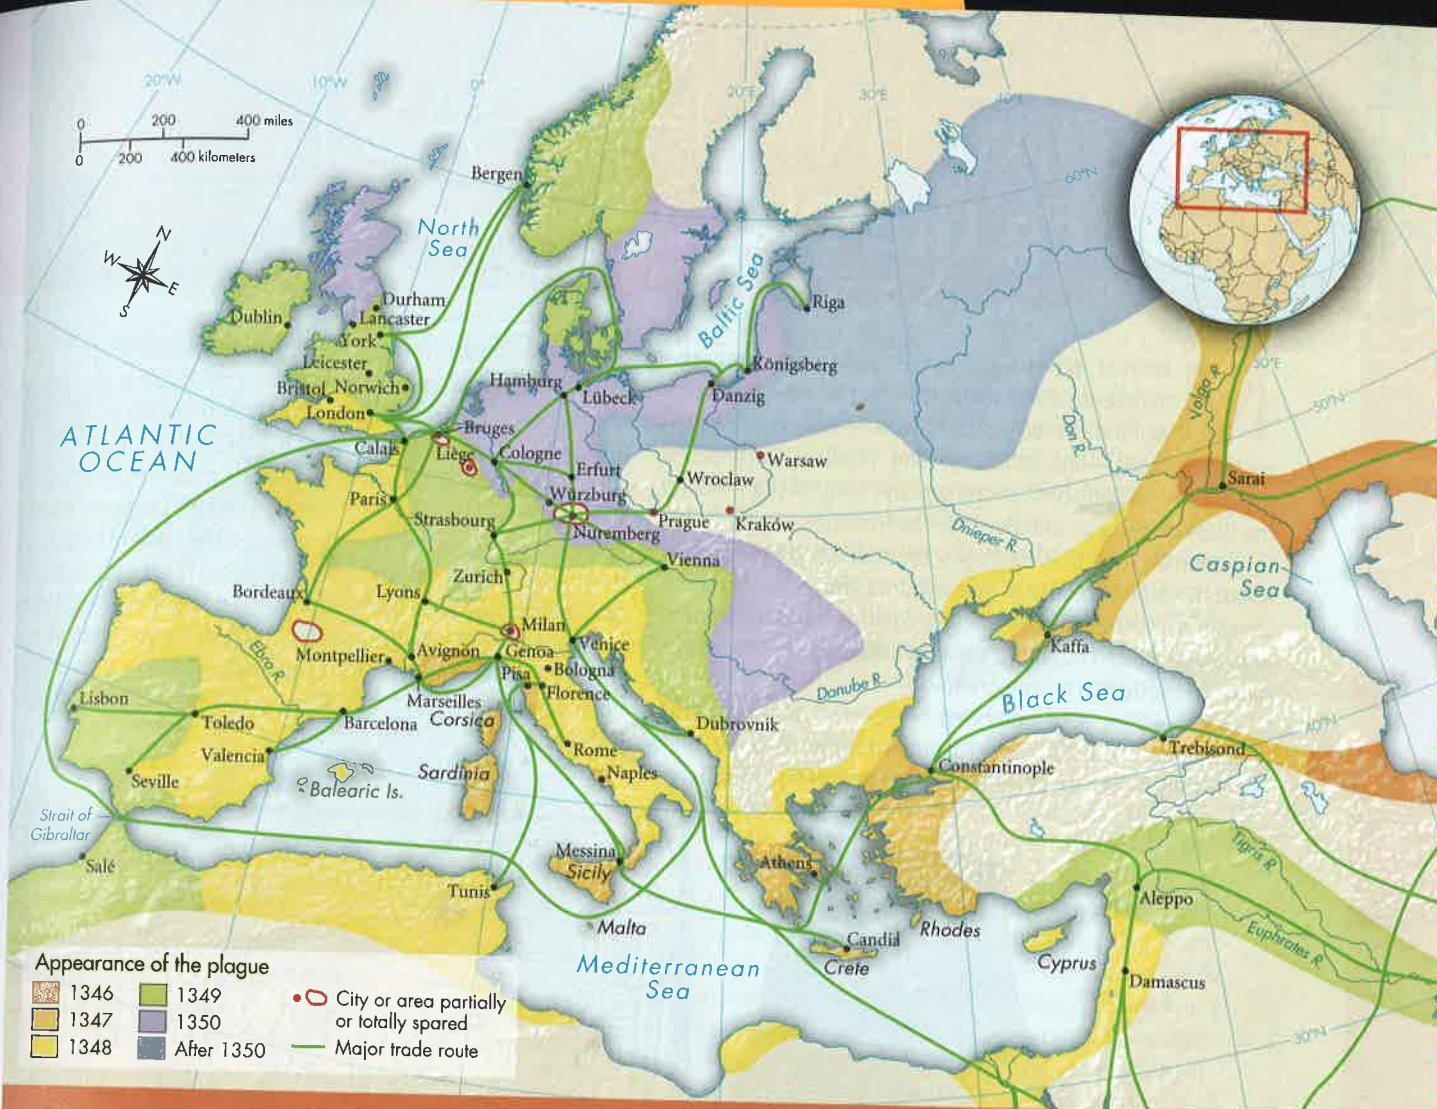 20°W
10°W
0°
20°E
30°E
60°N
50°E
50°N
40°N
30°N
0 200 400 miles
0 200 400 kilometers
N
W
E
S
Bergen
North
Sea
Baltic Sea
Riga
Durham
Lancaster
Dublin
York
Leicester
Bristol
Norwich
London
Hamburg
Lübeck
Königsberg
Danzig
ATLANTIC
OCEAN
Calais
Bruges
Liège
Cologne
Erfurt
Würzburg
Wroclaw
Warsaw
Paris
Strasbourg
Nuremberg
Prague
Kraków
Vienna
Zurich
Bordeaux
Lyons
Milan
Venice
Montpellier
Avignon
Genoa
Bologna
Pisa
Florence
Marseilles
Corsica
Ebro R.
Lisbon
Toledo
Barcelona
Valencia
Seville
Balearic Is.
Sardinia
Rome
Naples
Dubrovnik
Strait of
Gibraltar
Salé
Tunis
Messina
Sicily
Malta
Athens
Candia
Crete
Rhodes
Cyprus
Mediterranean
Sea
Volga R.
Don R.
Dnieper R.
Danube R.
Sarai
Caspian
Sea
Kaffa
Black Sea
Constantinople
Trebisond
Tigris R.
Euphrates R.
Aleppo
Damascus
Appearance of the plague
1346
1347
1348
1349
1350
After 1350
City or area partially
or totally spared
Major trade route